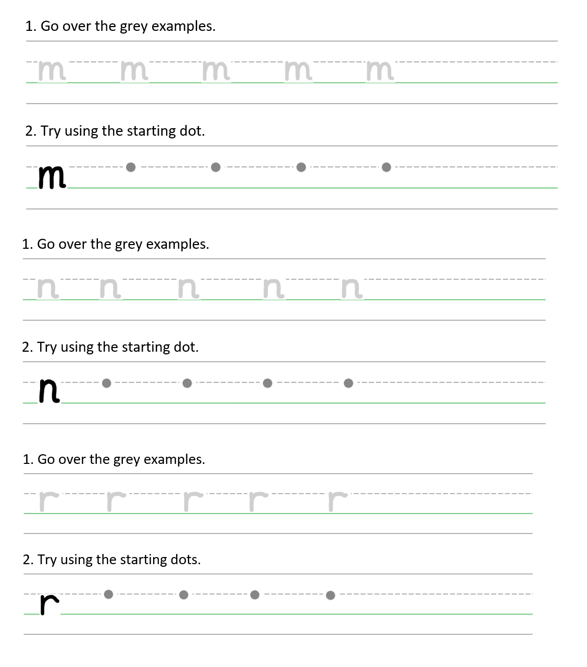 1. Go over the grey examples.
m m m m m
2. Try using the starting dot.
m
1. Go over the grey examples.
n n n n n
2. Try using the starting dot.
n
1. Go over the grey examples.
r r r r r
2. Try using the starting dots.
r